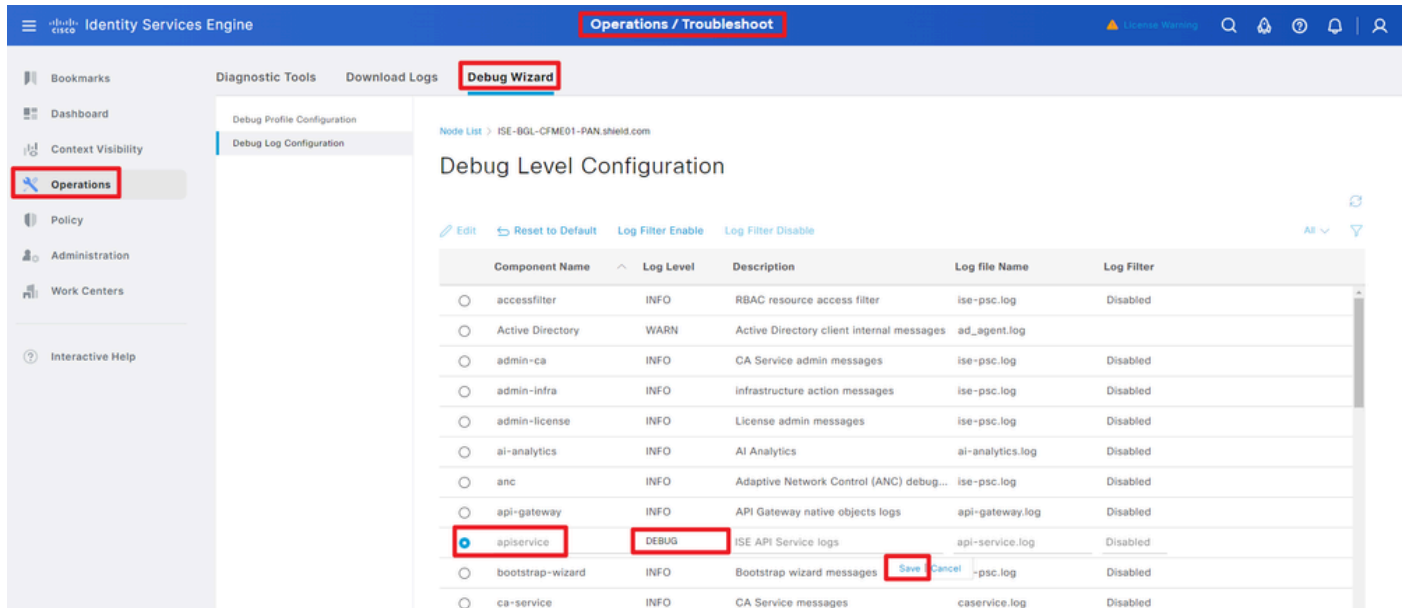 cisco Identity Services Engine
Operations / Troubleshoot
License Warning
Bookmarks
Dashboard
Context Visibility
Operations
Policy
Administration
Work Centers
Interactive Help
Diagnostic Tools Download Logs Debug Wizard
Debug Profile Configuration
Debug Log Configuration
Node List > ISE-BGL-CFME01-PAN.shield.com
Debug Level Configuration
Edit Reset to Default Log Filter Enable Log Filter Disable All
Component Name Log Level Description Log file Name Log Filter
accessfilter INFO RBAC resource access filter ise-psc.log Disabled
Active Directory WARN Active Directory client internal messages ad_agent.log
admin-ca INFO CA Service admin messages ise-psc.log Disabled
admin-infra INFO infrastructure action messages ise-psc.log Disabled
admin-license INFO License admin messages ise-psc.log Disabled
ai-analytics INFO AI Analytics ai-analytics.log Disabled
anc INFO Adaptive Network Control (ANC) debug... ise-psc.log Disabled
api-gateway INFO API Gateway native objects logs api-gateway.log Disabled
apiservice DEBUG ISE API Service logs api-service.log Disabled
Save | Cancel
bootstrap-wizard INFO Bootstrap wizard messages -psc.log Disabled
ca-service INFO CA Service messages caservice.log Disabled